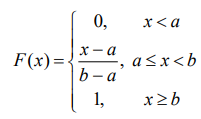 0, x < a
F(x) = { x − a / b − a, a ≤ x < b
1, x ≥ b